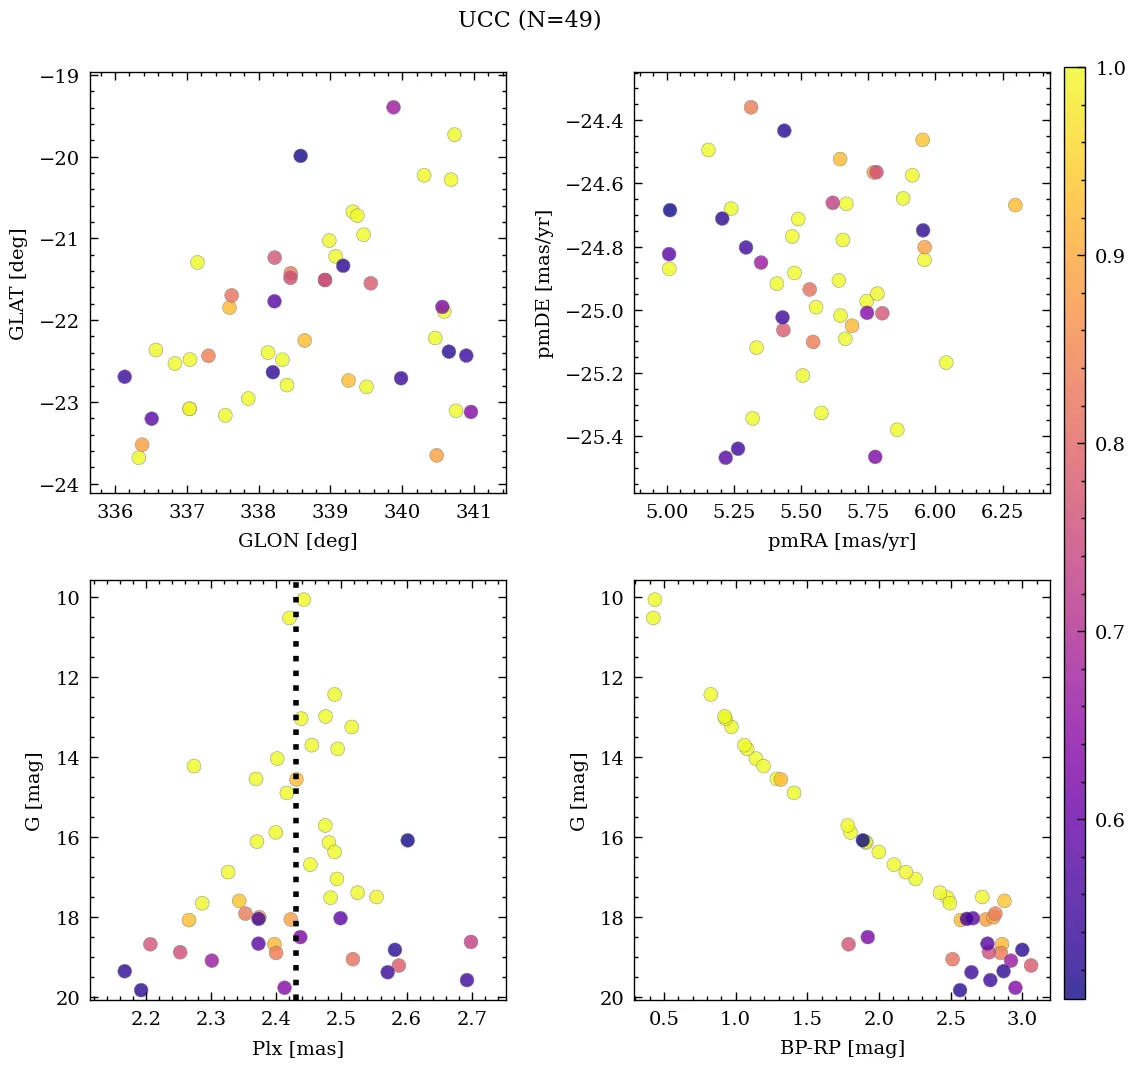 UCC (N=49)
−19
−20
−21
−22
−23
−24
GLAT [deg]
336 337 338 339 340 341
GLON [deg]
−24.4
−24.6
−24.8
−25.0
−25.2
−25.4
pmDE [mas/yr]
5.00 5.25 5.50 5.75 6.00 6.25
pmRA [mas/yr]
10
12
14
16
18
20
G [mag]
2.2 2.3 2.4 2.5 2.6 2.7
Plx [mas]
10
12
14
16
18
20
G [mag]
0.5 1.0 1.5 2.0 2.5 3.0
BP-RP [mag]
1.0
0.9
0.8
0.7
0.6